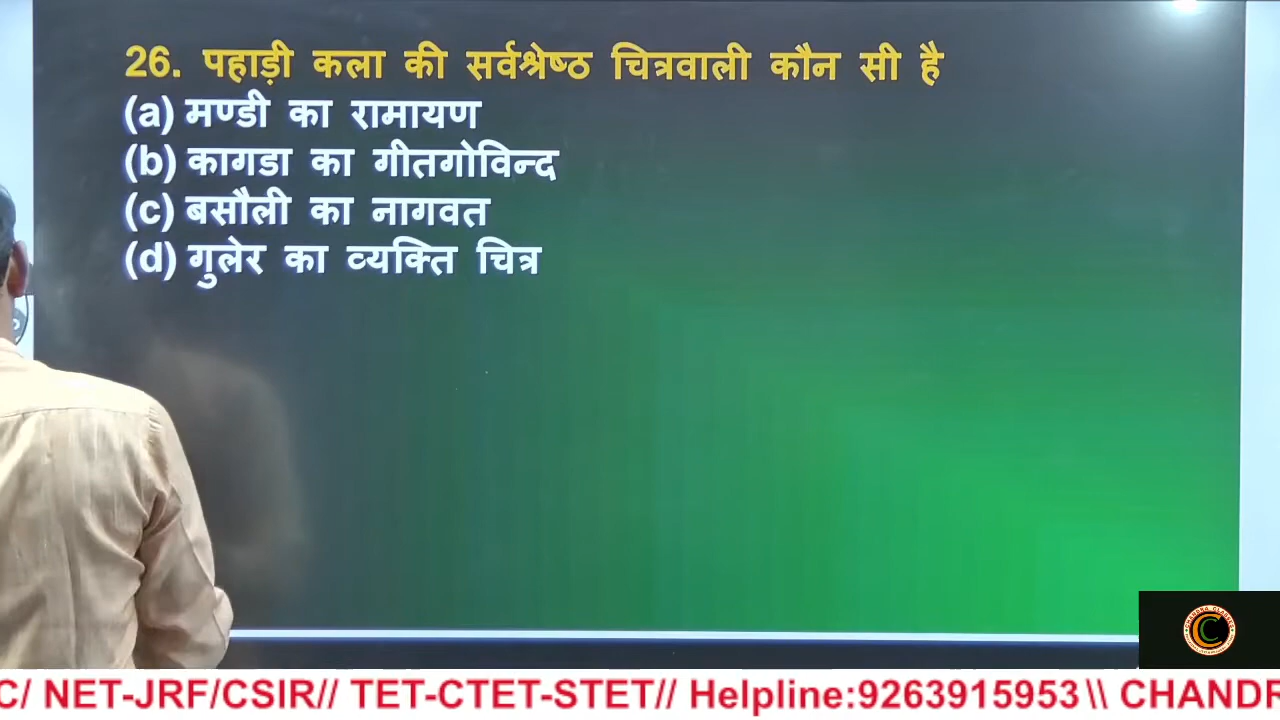 26. पहाड़ी कला की सर्वश्रेष्ठ चित्रवाली कौन सी है
(a) मण्डी का रामायण
(b) कागडा का गीतगोविन्द
(c) बसौली का नागवत
(d) गुलेर का व्यक्ति चित्र
C/ NET-JRF/CSIR// TET-CTET-STET// Helpline:9263915953 \\ CHANDR